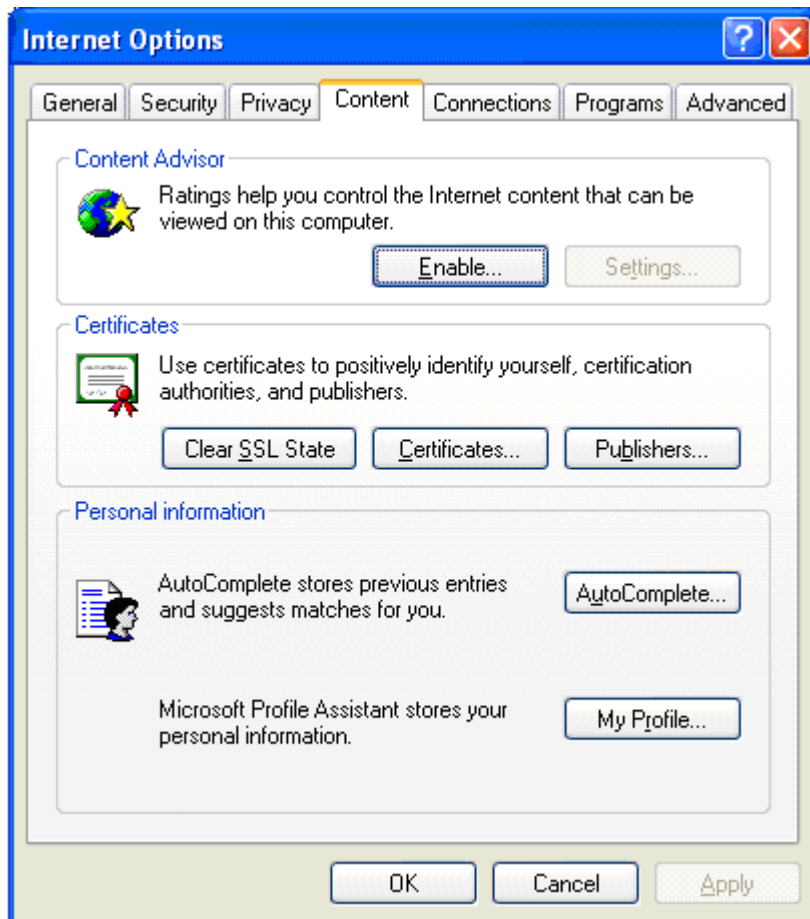 Internet Options
General Security Privacy Content Connections Programs Advanced
Content Advisor
Ratings help you control the Internet content that can be
viewed on this computer.
Enable... Settings...
Certificates
Use certificates to positively identify yourself, certification
authorities, and publishers.
Clear SSL State Certificates... Publishers...
Personal information
AutoComplete stores previous entries
and suggests matches for you.
AutoComplete...
Microsoft Profile Assistant stores your
personal information.
My Profile...
OK Cancel Apply